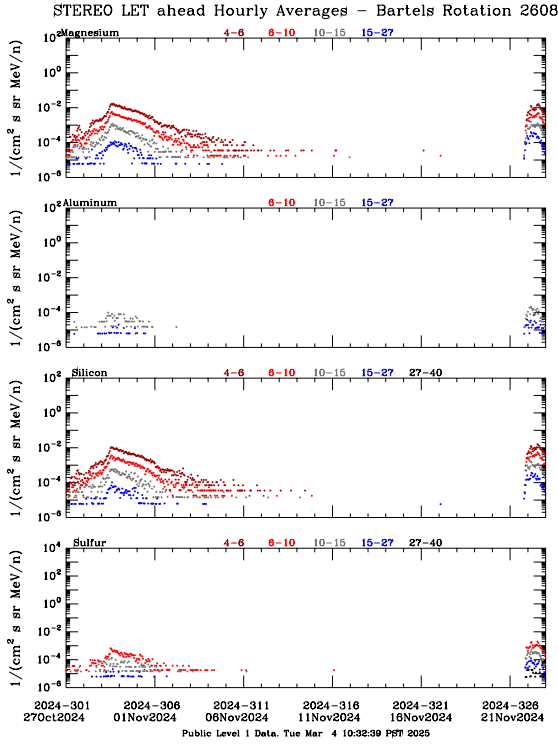 STEREO LET ahead Hourly Averages - Bartels Rotation 2608
Magnesium 4-6 6-10 10-15 15-27
10² 10⁰ 10⁻² 10⁻⁴ 10⁻⁶
1/(cm² s sr MeV/n)
Aluminum 6-10 10-15 15-27
10² 10⁰ 10⁻² 10⁻⁴ 10⁻⁶
1/(cm² s sr MeV/n)
Silicon 4-6 6-10 10-15 15-27 27-40
10² 10⁰ 10⁻² 10⁻⁴ 10⁻⁶
1/(cm² s sr MeV/n)
Sulfur 4-6 6-10 10-15 15-27 27-40
10⁴ 10² 10⁰ 10⁻² 10⁻⁴ 10⁻⁶
1/(cm² s sr MeV/n)
2024-301 2024-306 2024-311 2024-316 2024-321 2024-326
27Oct2024 01Nov2024 06Nov2024 11Nov2024 16Nov2024 21Nov2024
Public Level 1 Data. Tue Mar 4 10:32:39 PST 2025